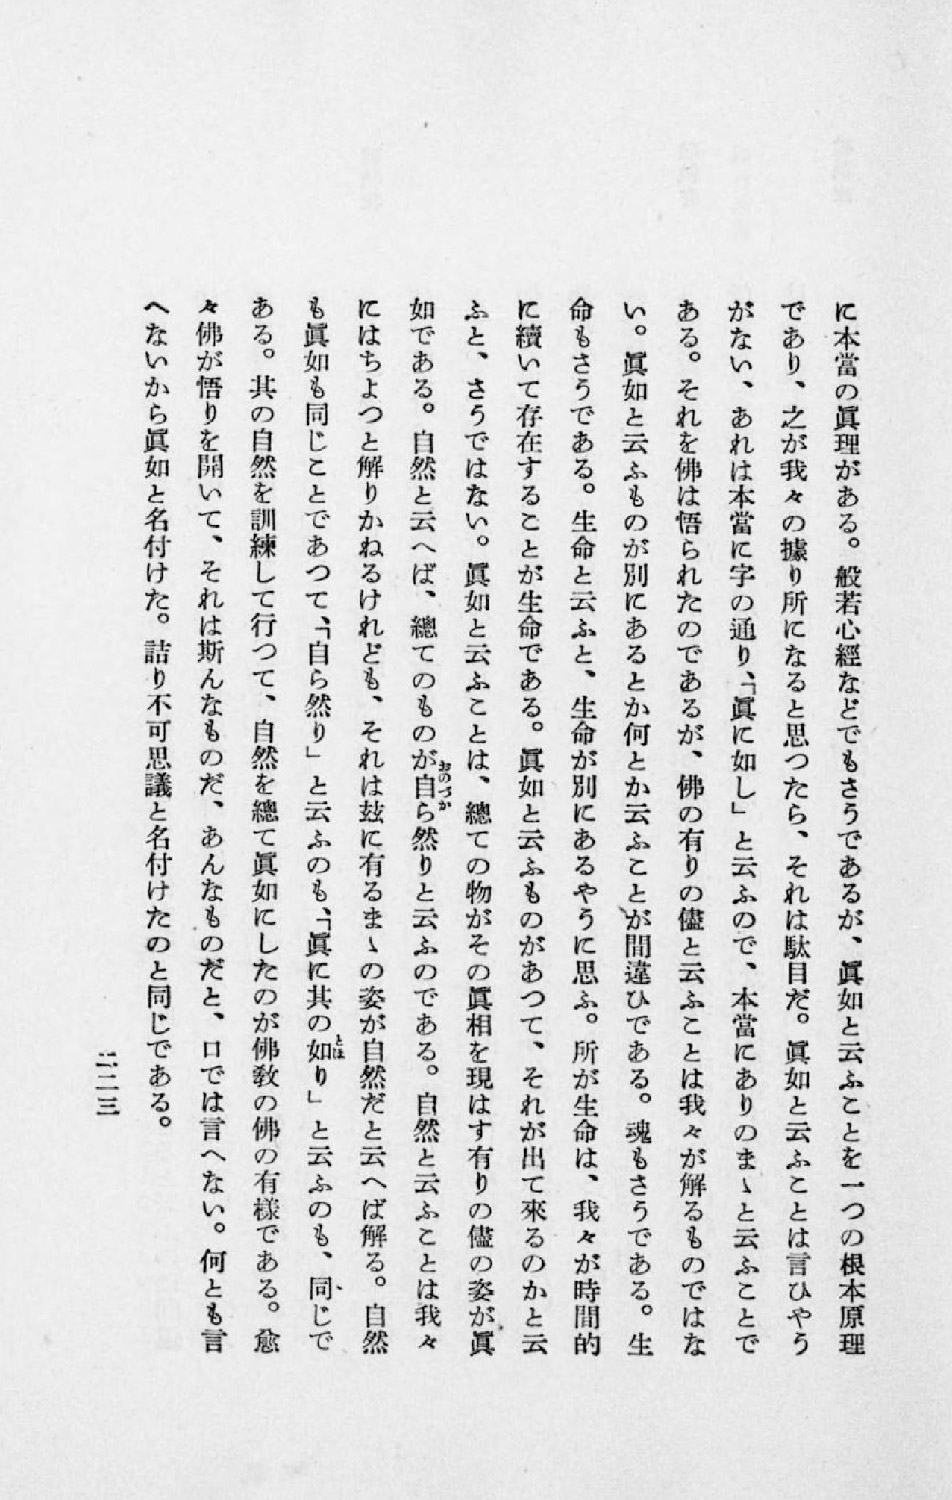 に本當の眞理がある。般若心經などでもさうであるが、眞如と云ふことを一つの根本原理
であり、之が我々の據り所になると思つたら、それは駄目だ。眞如と云ふことは言ひやう
がない、あれは本當に字の通り、「眞に如し」と云ふので、本當にありのまゝと云ふことで
ある。それを佛は悟られたのであるが、佛の有りの儘と云ふことは我々が解るものではな
い。眞如と云ふものが別にあるとか何とか云ふことが間違ひである。魂もさうである。生
命もさうである。生命と云ふと、生命が別にあるやうに思ふ。所が生命は、我々が時間的
に續いて存在することが生命である。眞如と云ふものがあつて、それが出て來るのかと云
ふと、さうではない。眞如と云ふことは、總ての物がその眞相を現はす有りの儘の姿が眞
如である。自然と云へば、總てのものが自ら然りと云ふのである。自然と云ふことは我々
おのづか
にはちよつと解りかねるけれども、それは玆に有るまゝの姿が自然だと云へば解る。自然
も眞如も同じことであつて、「自ら然り」と云ふのも、「眞に其の如り」と云ふのも、同じで
とほ
ある。其の自然を訓練して行つて、自然を總て眞如にしたのが佛敎の佛の有樣である。愈
々佛が悟りを開いて、それは斯んなものだ、あんなものだと、口では言へない。何とも言
へないから眞如と名付けた。詰り不可思議と名付けたのと同じである。
二二三